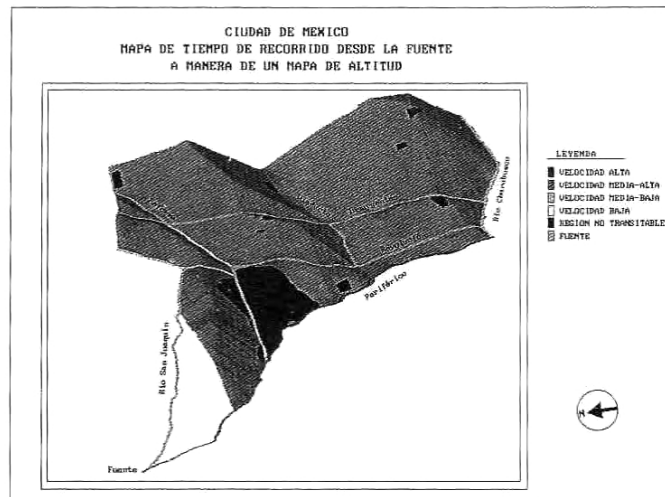 CIUDAD DE MEXICO
MAPA DE TIEMPO DE RECORRIDO DESDE LA FUENTE
A MANERA DE UN MAPA DE ALTITUD
LEYENDA
VELOCIDAD ALTA
VELOCIDAD MEDIA-ALTA
VELOCIDAD MEDIA-BAJA
VELOCIDAD BAJA
REGION NO TRANSITABLE
FUENTE
Río Churubusco
Periférico
Río San Joaquín
Fuente
N